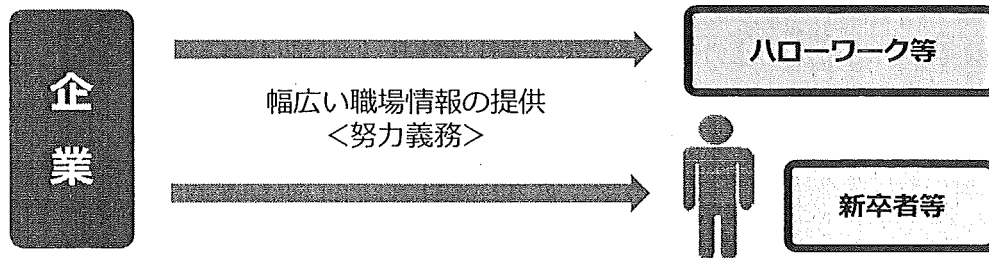 企業
ハローワーク等
幅広い職場情報の提供
<努力義務>
新卒者等